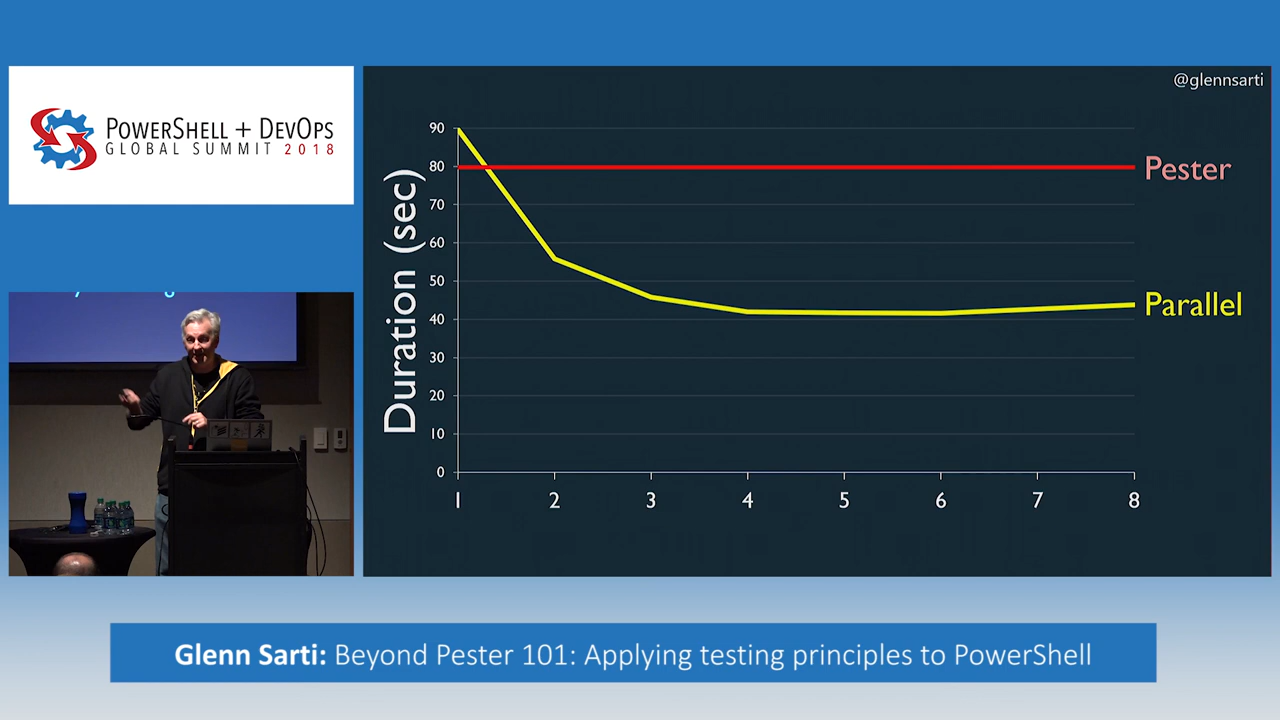 POWERSHELL + DEVOPS
GLOBAL SUMMIT 2018
@glennsarti
Duration (sec)
90
80
70
60
50
40
30
20
10
0
1 2 3 4 5 6 7 8
Pester
Parallel
Glenn Sarti: Beyond Pester 101: Applying testing principles to PowerShell